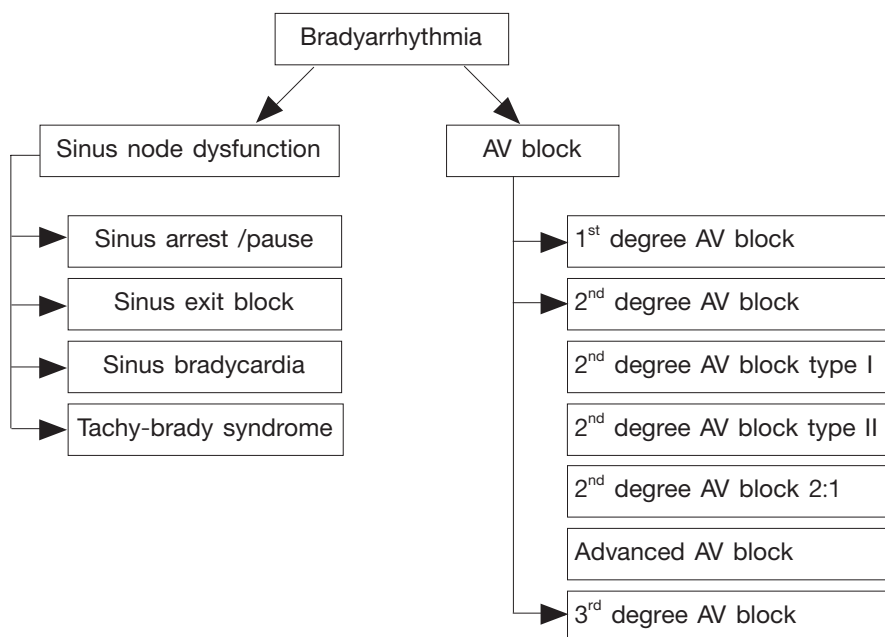 Bradyarrhythmia
Sinus node dysfunction
Sinus arrest /pause
Sinus exit block
Sinus bradycardia
Tachy-brady syndrome
AV block
1st degree AV block
2nd degree AV block
2nd degree AV block type I
2nd degree AV block type II
2nd degree AV block 2:1
Advanced AV block
3rd degree AV block